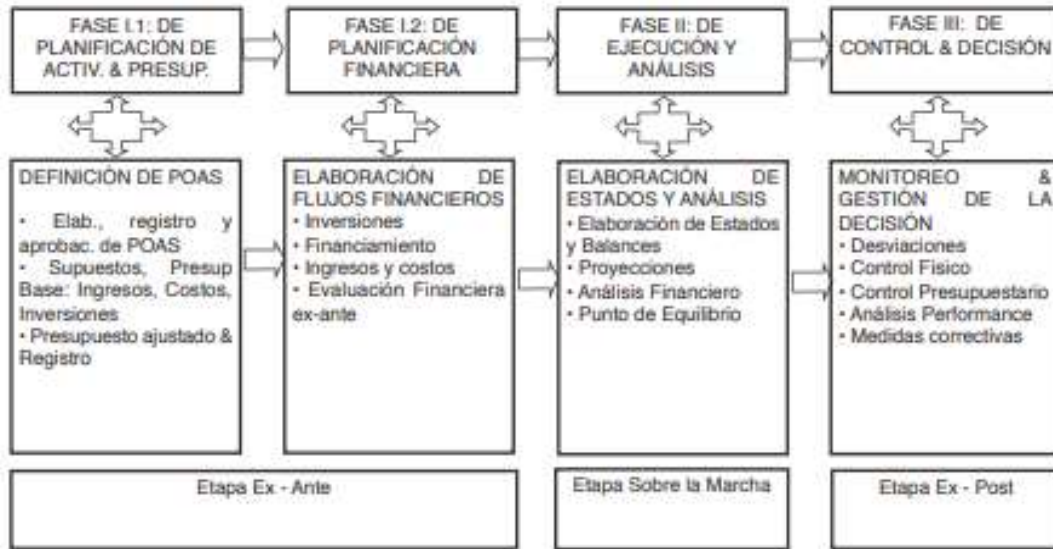 FASE I.1: DE
PLANIFICACIÓN DE
ACTIV. & PRESUP.
FASE I.2: DE
PLANIFICACIÓN
FINANCIERA
FASE II: DE
EJECUCIÓN Y
ANÁLISIS
FASE III: DE
CONTROL & DECISIÓN
DEFINICIÓN DE POAS
• Elab., registro y
aprobac. de POAS
• Supuestos, Presup
Base: Ingresos, Costos,
Inversiones
• Presupuesto ajustado &
Registro
ELABORACIÓN DE
FLUJOS FINANCIEROS
• Inversiones
• Financiamiento
• Ingresos y costos
• Evaluación Financiera
ex-ante
ELABORACIÓN DE
ESTADOS Y ANÁLISIS
• Elaboración de Estados
y Balances
• Proyecciones
• Análisis Financiero
• Punto de Equilibrio
MONITOREO &
GESTIÓN DE LA
DECISIÓN
• Desviaciones
• Control Físico
• Control Presupuestario
• Análisis Performance
• Medidas correctivas
Etapa Ex - Ante
Etapa Sobre la Marcha
Etapa Ex - Post